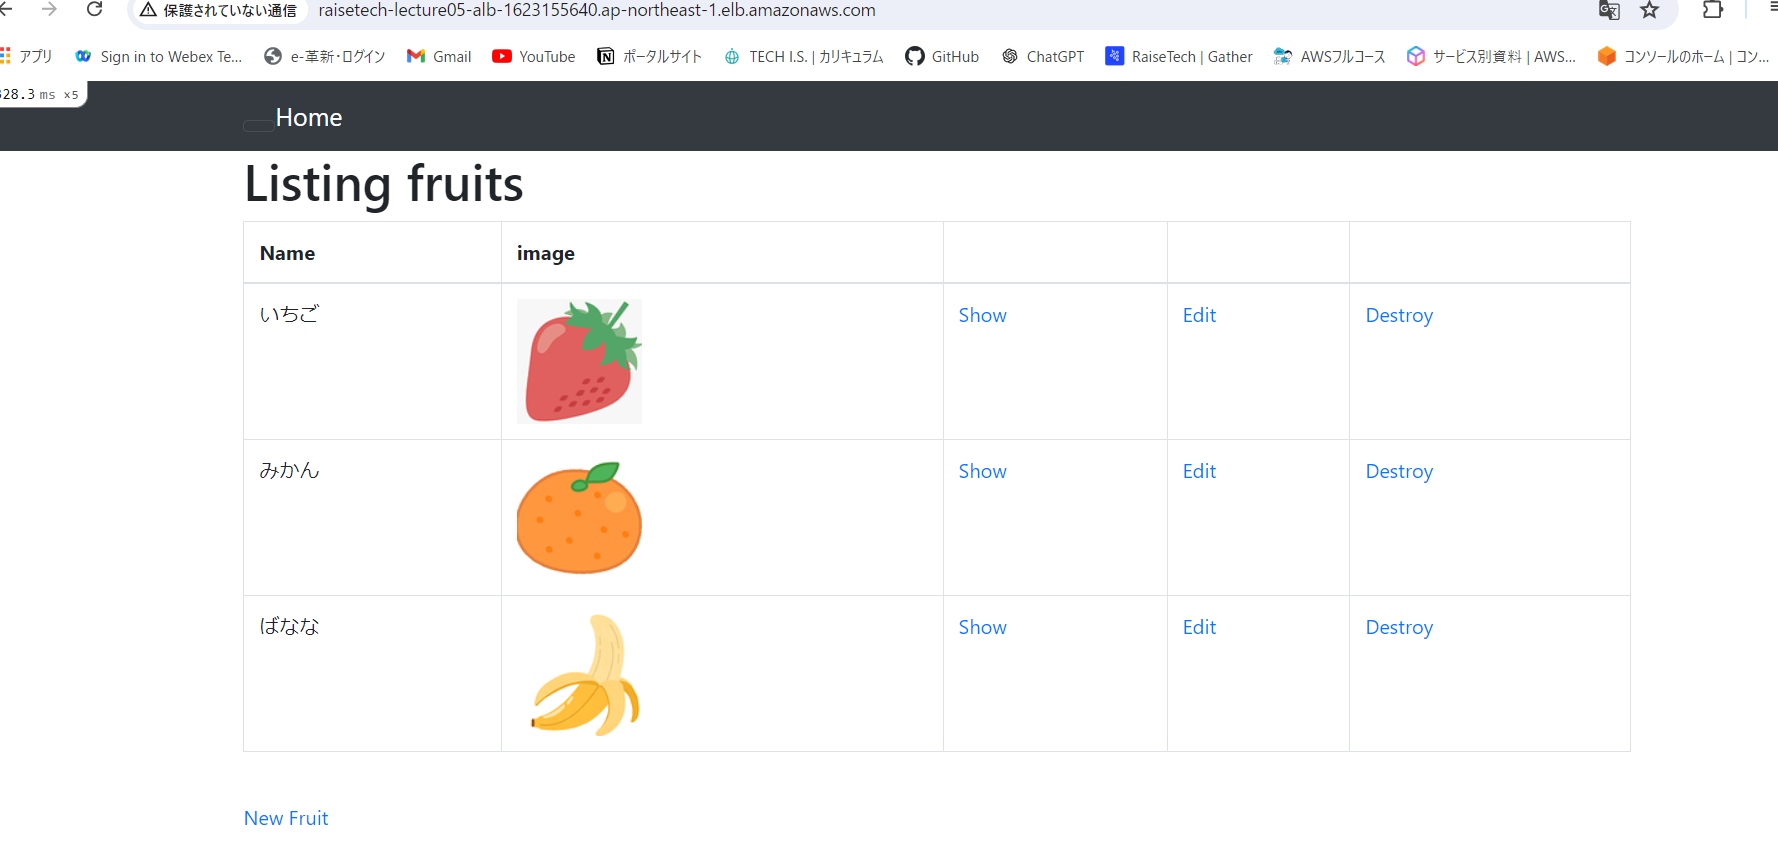 保護されていない通信 raisetech-lecture05-alb-1623155640.ap-northeast-1.elb.amazonaws.com
アプリ Sign in to Webex Te... e-革新・ログイン Gmail YouTube ポータルサイト TECH I.S. | カリキュラム GitHub ChatGPT RaiseTech | Gather AWSフルコース サービス別資料 | AWS... コンソールのホーム | コン...
328.3 ms ×5
Home
Listing fruits
Name image
いちご Show Edit Destroy
みかん Show Edit Destroy
ばなな Show Edit Destroy
New Fruit